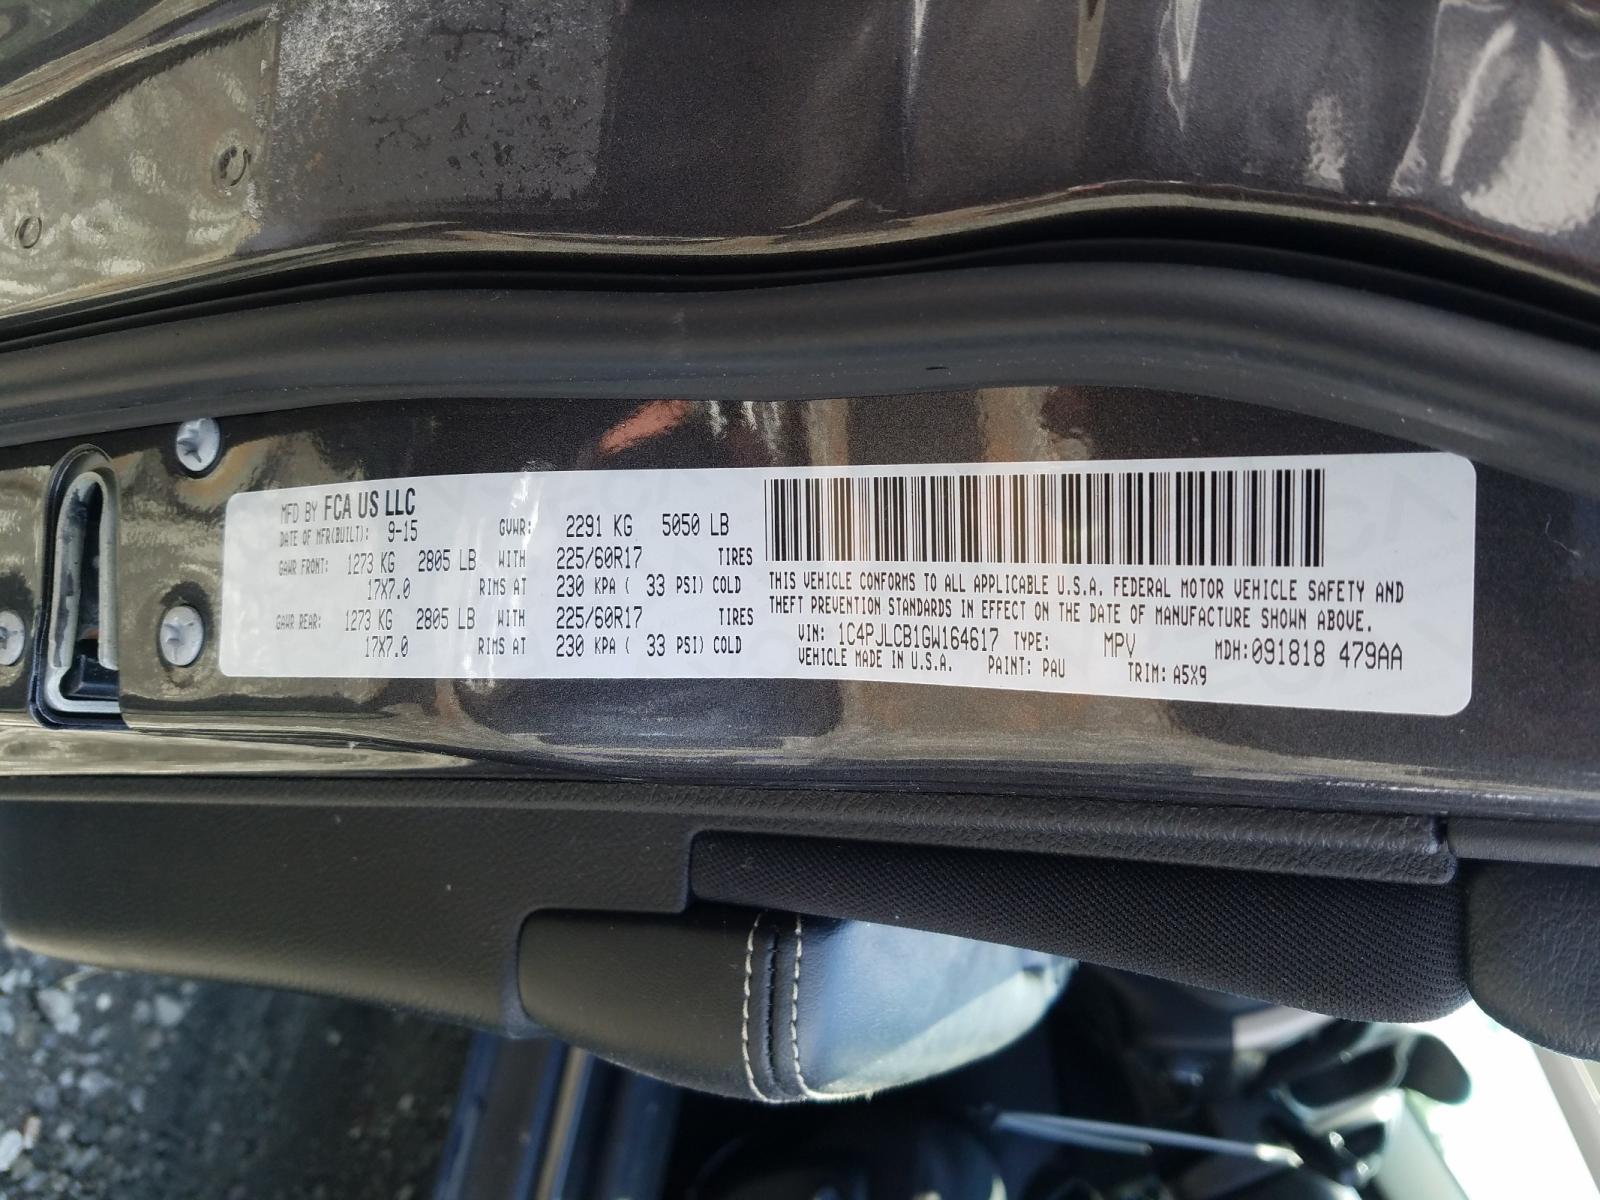 MFD BY FCA US LLC
DATE OF MFR(BUILT): 9-15 GVWR: 2291 KG 5050 LB
GAWR FRONT: 1273 KG 2805 LB WITH 225/60R17 TIRES
17X7.0 RIMS AT 230 KPA ( 33 PSI) COLD
GAWR REAR: 1273 KG 2805 LB WITH 225/60R17 TIRES
17X7.0 RIMS AT 230 KPA ( 33 PSI) COLD
THIS VEHICLE CONFORMS TO ALL APPLICABLE U.S.A. FEDERAL MOTOR VEHICLE SAFETY AND
THEFT PREVENTION STANDARDS IN EFFECT ON THE DATE OF MANUFACTURE SHOWN ABOVE.
VIN: 1C4PJLCB1GW164617 TYPE: MPV MDH:091818 479AA
VEHICLE MADE IN U.S.A. PAINT: PAU TRIM: A5X9